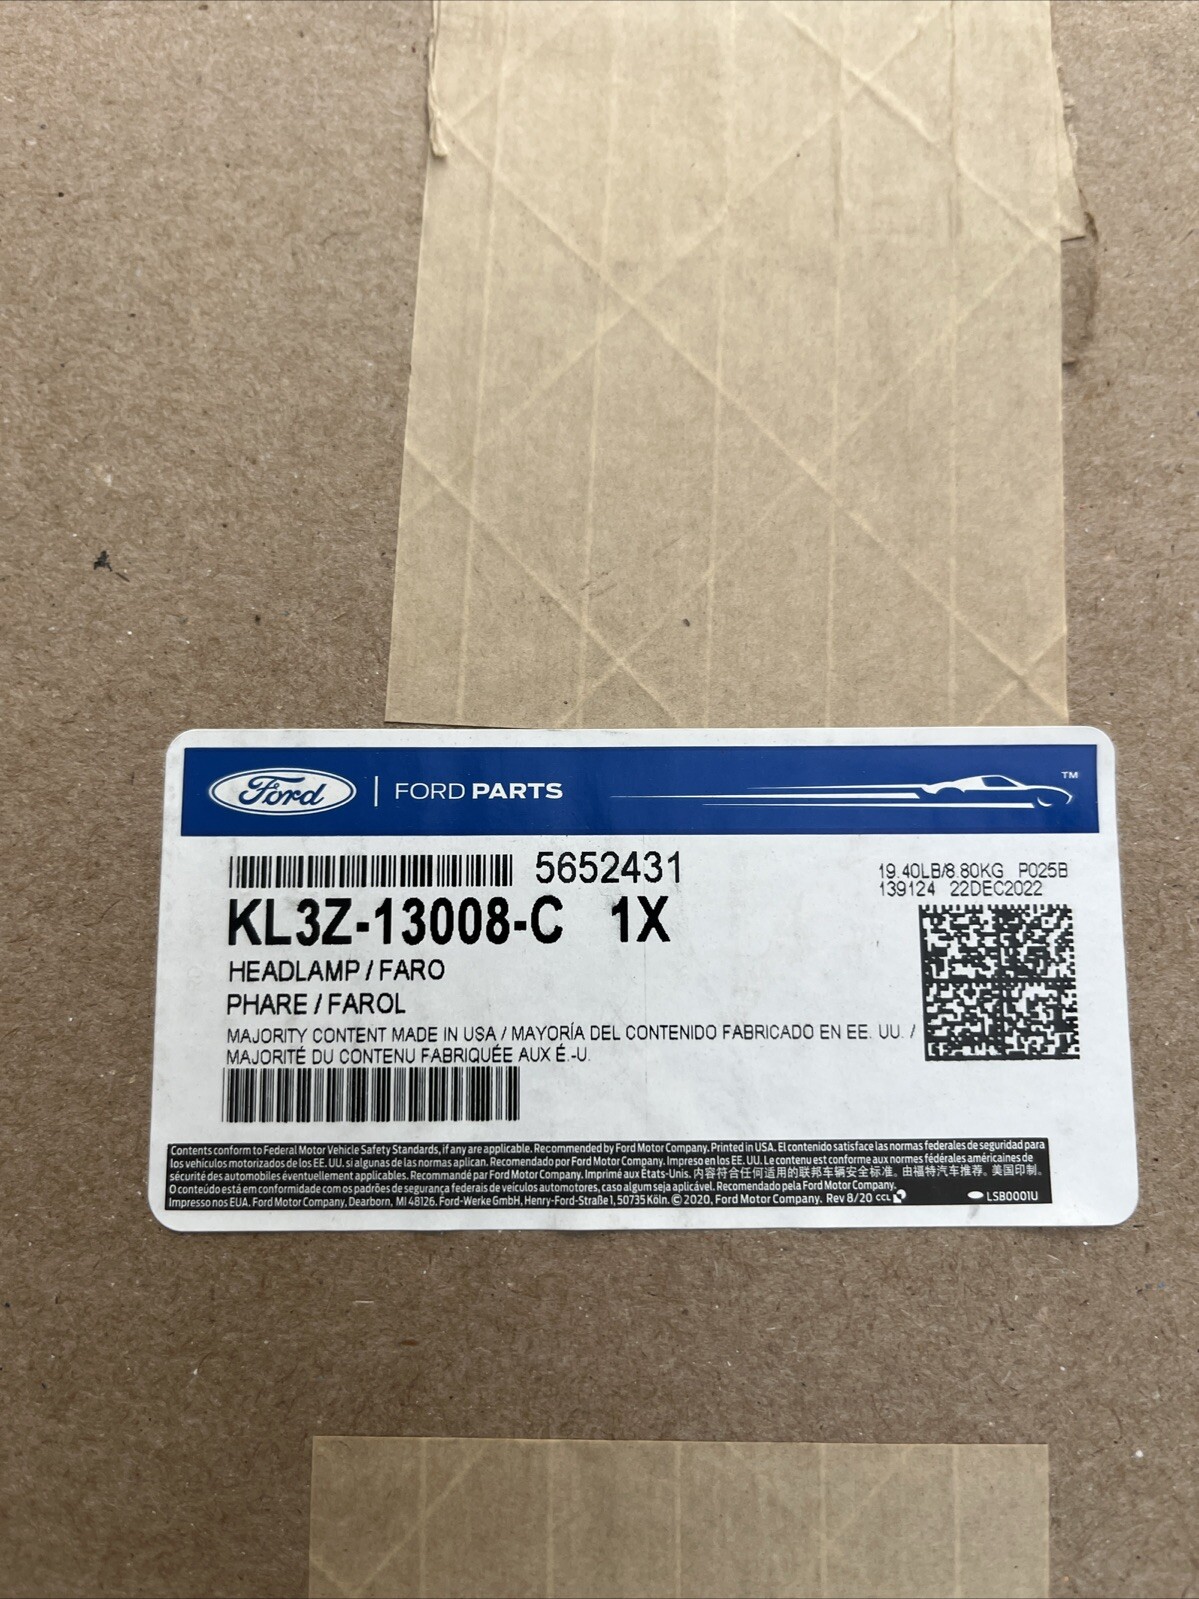 Ford | FORD PARTS ™
5652431
19.40LB/8.80KG P025B
139124 22DEC2022
KL3Z-13008-C 1X
HEADLAMP / FARO
PHARE / FAROL
MAJORITY CONTENT MADE IN USA / MAYORÍA DEL CONTENIDO FABRICADO EN EE. UU. /
MAJORITÉ DU CONTENU FABRIQUÉE AUX É.-U.
Contents conform to Federal Motor Vehicle Safety Standards, if any are applicable. Recommended by Ford Motor Company. Printed in USA. El contenido satisface las normas federales de seguridad para
los vehículos motorizados de los EE. UU. si algunas de las normas aplican. Recomendado por Ford Motor Company. Impreso en los EE. UU. Le contenu est conforme aux normes fédérales américaines de
sécurité des automobiles éventuellement applicables. Recommandé par Ford Motor Company. Imprimé aux États-Unis. 内容符合任何适用的联邦车辆安全标准。由福特汽车推荐。美国印制。
O conteúdo está em conformidade com os padrões de segurança federais de veículos automotores, caso algum seja aplicável. Recomendado pela Ford Motor Company.
Impresso nos EUA. Ford Motor Company, Dearborn, MI 48126. Ford-Werke GmbH, Henry-Ford-Straße 1, 50735 Köln. © 2020, Ford Motor Company. Rev 8/20 CCL LSB0001U